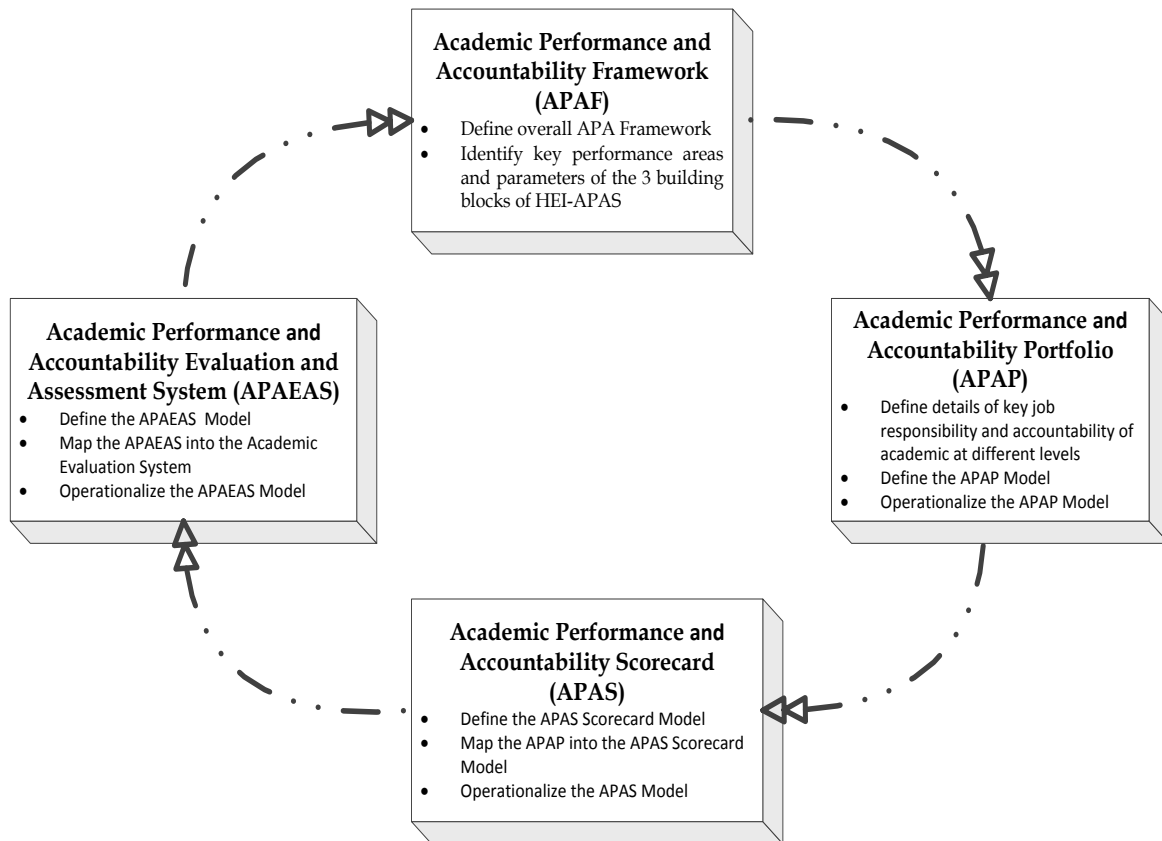 Academic Performance and
Accountability Framework
(APAF)
• Define overall APA Framework
• Identify key performance areas
and parameters of the 3 building
blocks of HEI-APAS
Academic Performance and
Accountability Portfolio
(APAP)
• Define details of key job
responsibility and accountability of
academic at different levels
• Define the APAP Model
• Operationalize the APAP Model
Academic Performance and
Accountability Scorecard
(APAS)
• Define the APAS Scorecard Model
• Map the APAP into the APAS Scorecard
Model
• Operationalize the APAS Model
Academic Performance and
Accountability Evaluation and
Assessment System (APAEAS)
• Define the APAEAS  Model
• Map the APAEAS into the Academic
Evaluation System
• Operationalize the APAEAS Model